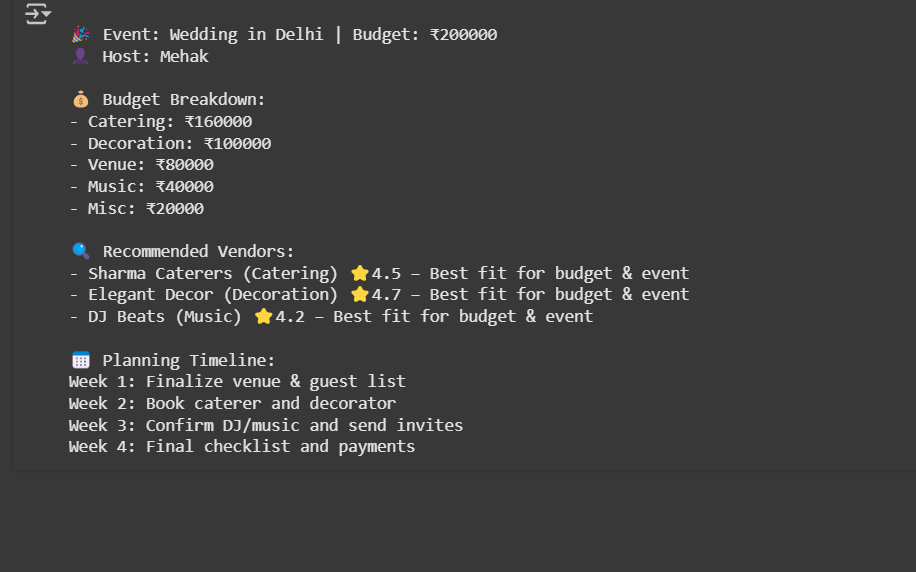 🎉 Event: Wedding in Delhi | Budget: ₹200000
👤 Host: Mehak
💰 Budget Breakdown:
- Catering: ₹160000
- Decoration: ₹100000
- Venue: ₹80000
- Music: ₹40000
- Misc: ₹20000
🔍 Recommended Vendors:
- Sharma Caterers (Catering) ⭐4.5 – Best fit for budget & event
- Elegant Decor (Decoration) ⭐4.7 – Best fit for budget & event
- DJ Beats (Music) ⭐4.2 – Best fit for budget & event
📅 Planning Timeline:
Week 1: Finalize venue & guest list
Week 2: Book caterer and decorator
Week 3: Confirm DJ/music and send invites
Week 4: Final checklist and payments